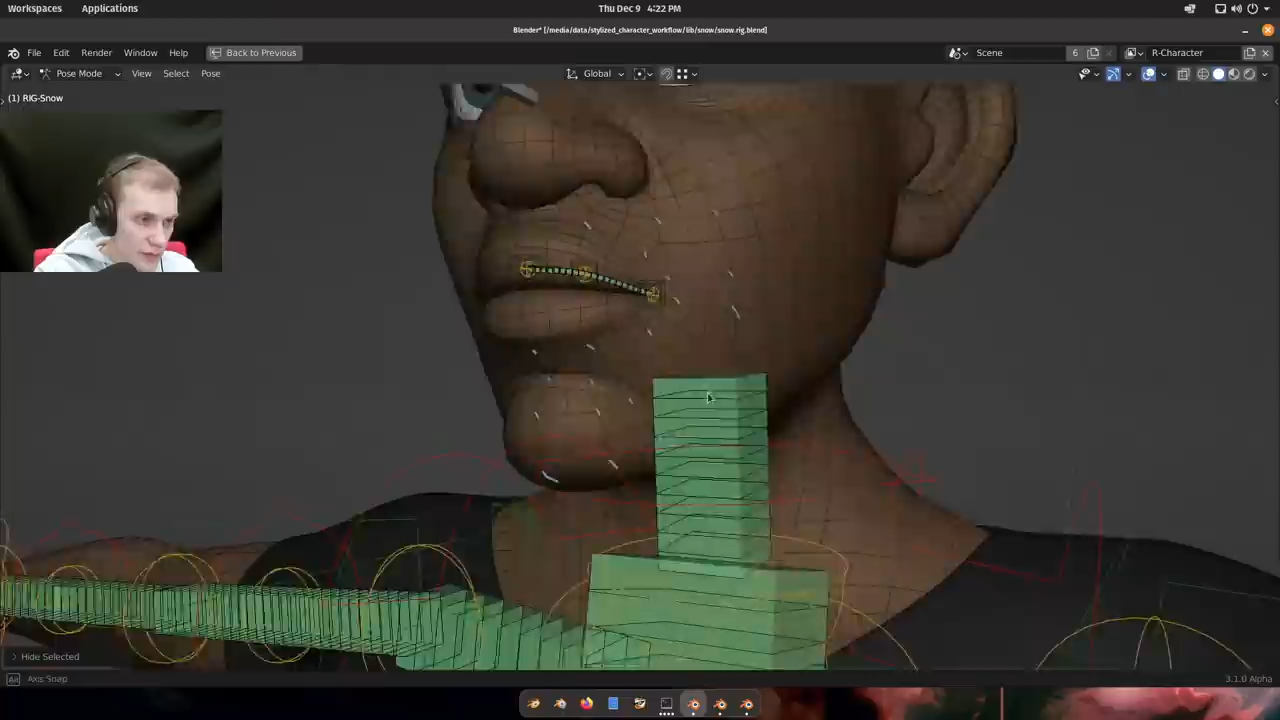 Workspaces Applications Thu Dec 9 4:22 PM
Blender* [/media/data/stylized_character_workflow/lib/snow/snow.rig.blend]
File Edit Render Window Help Back to Previous Scene 6 R-Character
Pose Mode View Select Pose Global
(1) RIG-Snow
Hide Selected
Alt Axis Snap 3.1.0 Alpha